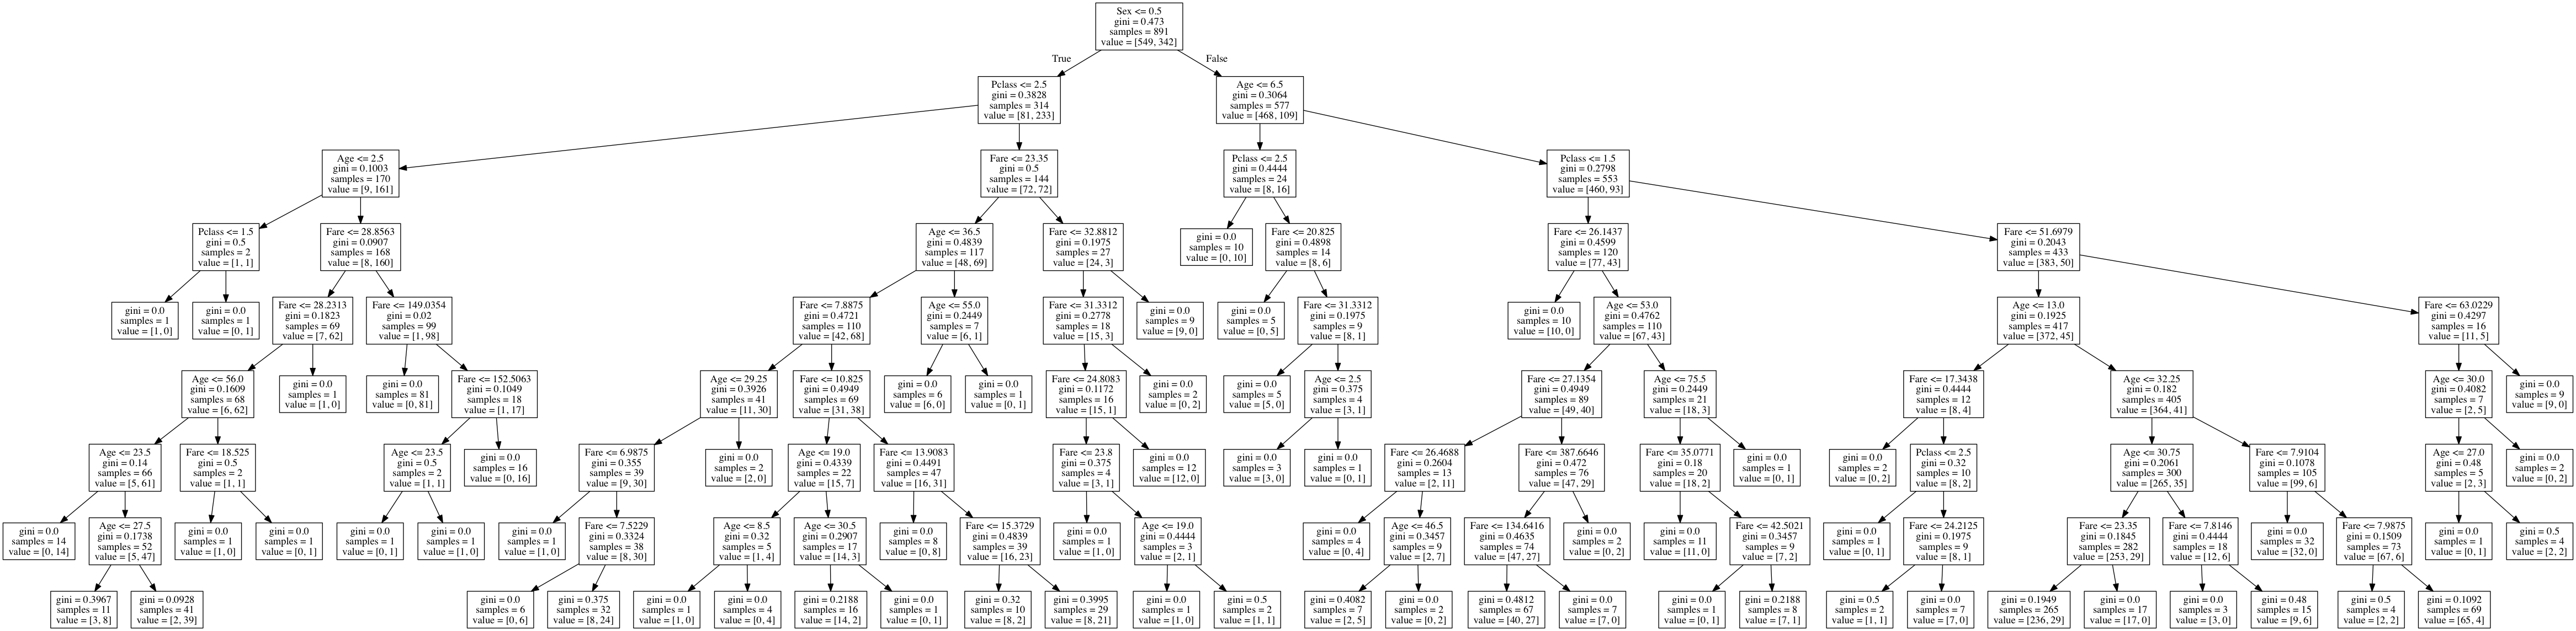 Sex <= 0.5
gini = 0.473
samples = 891
value = [549, 342]
True
False
Pclass <= 2.5
gini = 0.3828
samples = 314
value = [81, 233]
Age <= 6.5
gini = 0.3064
samples = 577
value = [468, 109]
Age <= 2.5
gini = 0.1003
samples = 170
value = [9, 161]
Fare <= 23.35
gini = 0.5
samples = 144
value = [72, 72]
Pclass <= 2.5
gini = 0.4444
samples = 24
value = [8, 16]
Pclass <= 1.5
gini = 0.2798
samples = 553
value = [460, 93]
Pclass <= 1.5
gini = 0.5
samples = 2
value = [1, 1]
Fare <= 28.8563
gini = 0.0907
samples = 168
value = [8, 160]
Age <= 36.5
gini = 0.4839
samples = 117
value = [48, 69]
Fare <= 32.8812
gini = 0.1975
samples = 27
value = [24, 3]
gini = 0.0
samples = 10
value = [0, 10]
Fare <= 20.825
gini = 0.4898
samples = 14
value = [8, 6]
Fare <= 26.1437
gini = 0.4599
samples = 120
value = [77, 43]
Fare <= 51.6979
gini = 0.2043
samples = 433
value = [383, 50]
gini = 0.0
samples = 1
value = [1, 0]
gini = 0.0
samples = 1
value = [0, 1]
Fare <= 28.2313
gini = 0.1823
samples = 69
value = [7, 62]
Fare <= 149.0354
gini = 0.02
samples = 99
value = [1, 98]
Fare <= 7.8875
gini = 0.4721
samples = 110
value = [42, 68]
Age <= 55.0
gini = 0.2449
samples = 7
value = [6, 1]
Fare <= 31.3312
gini = 0.2778
samples = 18
value = [15, 3]
gini = 0.0
samples = 9
value = [9, 0]
gini = 0.0
samples = 5
value = [0, 5]
Fare <= 31.3312
gini = 0.1975
samples = 9
value = [8, 1]
gini = 0.0
samples = 10
value = [10, 0]
Age <= 53.0
gini = 0.4762
samples = 110
value = [67, 43]
Age <= 13.0
gini = 0.1925
samples = 417
value = [372, 45]
Fare <= 63.0229
gini = 0.4297
samples = 16
value = [11, 5]
Age <= 56.0
gini = 0.1609
samples = 68
value = [6, 62]
gini = 0.0
samples = 1
value = [1, 0]
gini = 0.0
samples = 81
value = [0, 81]
Fare <= 152.5063
gini = 0.1049
samples = 18
value = [1, 17]
Age <= 29.25
gini = 0.3926
samples = 41
value = [11, 30]
Fare <= 10.825
gini = 0.4949
samples = 69
value = [31, 38]
gini = 0.0
samples = 6
value = [6, 0]
gini = 0.0
samples = 1
value = [0, 1]
Fare <= 24.8083
gini = 0.1172
samples = 16
value = [15, 1]
gini = 0.0
samples = 2
value = [0, 2]
gini = 0.0
samples = 5
value = [5, 0]
Age <= 2.5
gini = 0.375
samples = 4
value = [3, 1]
Fare <= 27.1354
gini = 0.4949
samples = 89
value = [49, 40]
Age <= 75.5
gini = 0.2449
samples = 21
value = [18, 3]
Fare <= 17.3438
gini = 0.4444
samples = 12
value = [8, 4]
Age <= 32.25
gini = 0.182
samples = 405
value = [364, 41]
Age <= 30.0
gini = 0.4082
samples = 7
value = [2, 5]
gini = 0.0
samples = 9
value = [9, 0]
Age <= 23.5
gini = 0.14
samples = 66
value = [5, 61]
Fare <= 18.525
gini = 0.5
samples = 2
value = [1, 1]
Age <= 23.5
gini = 0.5
samples = 2
value = [1, 1]
gini = 0.0
samples = 16
value = [0, 16]
Fare <= 6.9875
gini = 0.355
samples = 39
value = [9, 30]
gini = 0.0
samples = 2
value = [2, 0]
Age <= 19.0
gini = 0.4339
samples = 22
value = [15, 7]
Fare <= 13.9083
gini = 0.4491
samples = 47
value = [16, 31]
Fare <= 23.8
gini = 0.375
samples = 4
value = [3, 1]
gini = 0.0
samples = 12
value = [12, 0]
gini = 0.0
samples = 3
value = [3, 0]
gini = 0.0
samples = 1
value = [0, 1]
Fare <= 26.4688
gini = 0.2604
samples = 13
value = [2, 11]
Fare <= 387.6646
gini = 0.472
samples = 76
value = [47, 29]
Fare <= 35.0771
gini = 0.18
samples = 20
value = [18, 2]
gini = 0.0
samples = 1
value = [0, 1]
gini = 0.0
samples = 2
value = [0, 2]
Pclass <= 2.5
gini = 0.32
samples = 10
value = [8, 2]
Age <= 30.75
gini = 0.2061
samples = 300
value = [265, 35]
Fare <= 7.9104
gini = 0.1078
samples = 105
value = [99, 6]
Age <= 27.0
gini = 0.48
samples = 5
value = [2, 3]
gini = 0.0
samples = 2
value = [0, 2]
gini = 0.0
samples = 14
value = [0, 14]
Age <= 27.5
gini = 0.1738
samples = 52
value = [5, 47]
gini = 0.0
samples = 1
value = [1, 0]
gini = 0.0
samples = 1
value = [0, 1]
gini = 0.0
samples = 1
value = [0, 1]
gini = 0.0
samples = 1
value = [1, 0]
gini = 0.0
samples = 1
value = [1, 0]
Fare <= 7.5229
gini = 0.3324
samples = 38
value = [8, 30]
Age <= 8.5
gini = 0.32
samples = 5
value = [1, 4]
Age <= 30.5
gini = 0.2907
samples = 17
value = [14, 3]
gini = 0.0
samples = 8
value = [0, 8]
Fare <= 15.3729
gini = 0.4839
samples = 39
value = [16, 23]
gini = 0.0
samples = 1
value = [1, 0]
Age <= 19.0
gini = 0.4444
samples = 3
value = [2, 1]
gini = 0.0
samples = 4
value = [0, 4]
Age <= 46.5
gini = 0.3457
samples = 9
value = [2, 7]
Fare <= 134.6416
gini = 0.4635
samples = 74
value = [47, 27]
gini = 0.0
samples = 2
value = [0, 2]
gini = 0.0
samples = 11
value = [11, 0]
Fare <= 42.5021
gini = 0.3457
samples = 9
value = [7, 2]
gini = 0.0
samples = 1
value = [0, 1]
Fare <= 24.2125
gini = 0.1975
samples = 9
value = [8, 1]
Fare <= 23.35
gini = 0.1845
samples = 282
value = [253, 29]
Fare <= 7.8146
gini = 0.4444
samples = 18
value = [12, 6]
gini = 0.0
samples = 32
value = [32, 0]
Fare <= 7.9875
gini = 0.1509
samples = 73
value = [67, 6]
gini = 0.0
samples = 1
value = [0, 1]
gini = 0.5
samples = 4
value = [2, 2]
gini = 0.3967
samples = 11
value = [3, 8]
gini = 0.0928
samples = 41
value = [2, 39]
gini = 0.0
samples = 6
value = [0, 6]
gini = 0.375
samples = 32
value = [8, 24]
gini = 0.0
samples = 1
value = [1, 0]
gini = 0.0
samples = 4
value = [0, 4]
gini = 0.2188
samples = 16
value = [14, 2]
gini = 0.0
samples = 1
value = [0, 1]
gini = 0.32
samples = 10
value = [8, 2]
gini = 0.3995
samples = 29
value = [8, 21]
gini = 0.0
samples = 1
value = [1, 0]
gini = 0.5
samples = 2
value = [1, 1]
gini = 0.4082
samples = 7
value = [2, 5]
gini = 0.0
samples = 2
value = [0, 2]
gini = 0.4812
samples = 67
value = [40, 27]
gini = 0.0
samples = 7
value = [7, 0]
gini = 0.0
samples = 1
value = [0, 1]
gini = 0.2188
samples = 8
value = [7, 1]
gini = 0.5
samples = 2
value = [1, 1]
gini = 0.0
samples = 7
value = [7, 0]
gini = 0.1949
samples = 265
value = [236, 29]
gini = 0.0
samples = 17
value = [17, 0]
gini = 0.0
samples = 3
value = [3, 0]
gini = 0.48
samples = 15
value = [9, 6]
gini = 0.5
samples = 4
value = [2, 2]
gini = 0.1092
samples = 69
value = [65, 4]